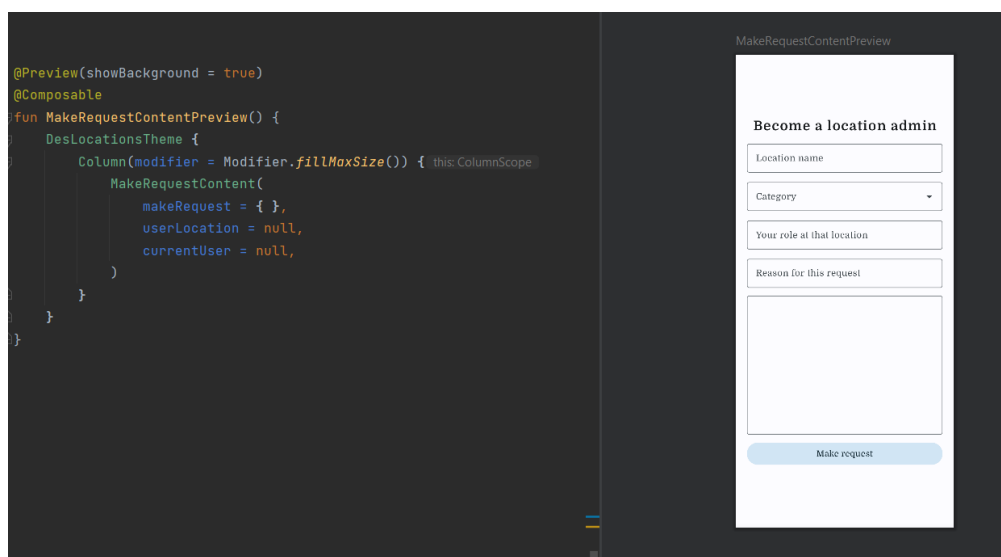 @Preview(showBackground = true)
@Composable
fun MakeRequestContentPreview() {
DesLocationsTheme {
Column(modifier = Modifier.fillMaxSize()) { this: ColumnScope
MakeRequestContent(
makeRequest = { },
userLocation = null,
currentUser = null,
)
}
}
}
MakeRequestContentPreview
Become a location admin
Location name
Category
Your role at that location
Reason for this request
Make request